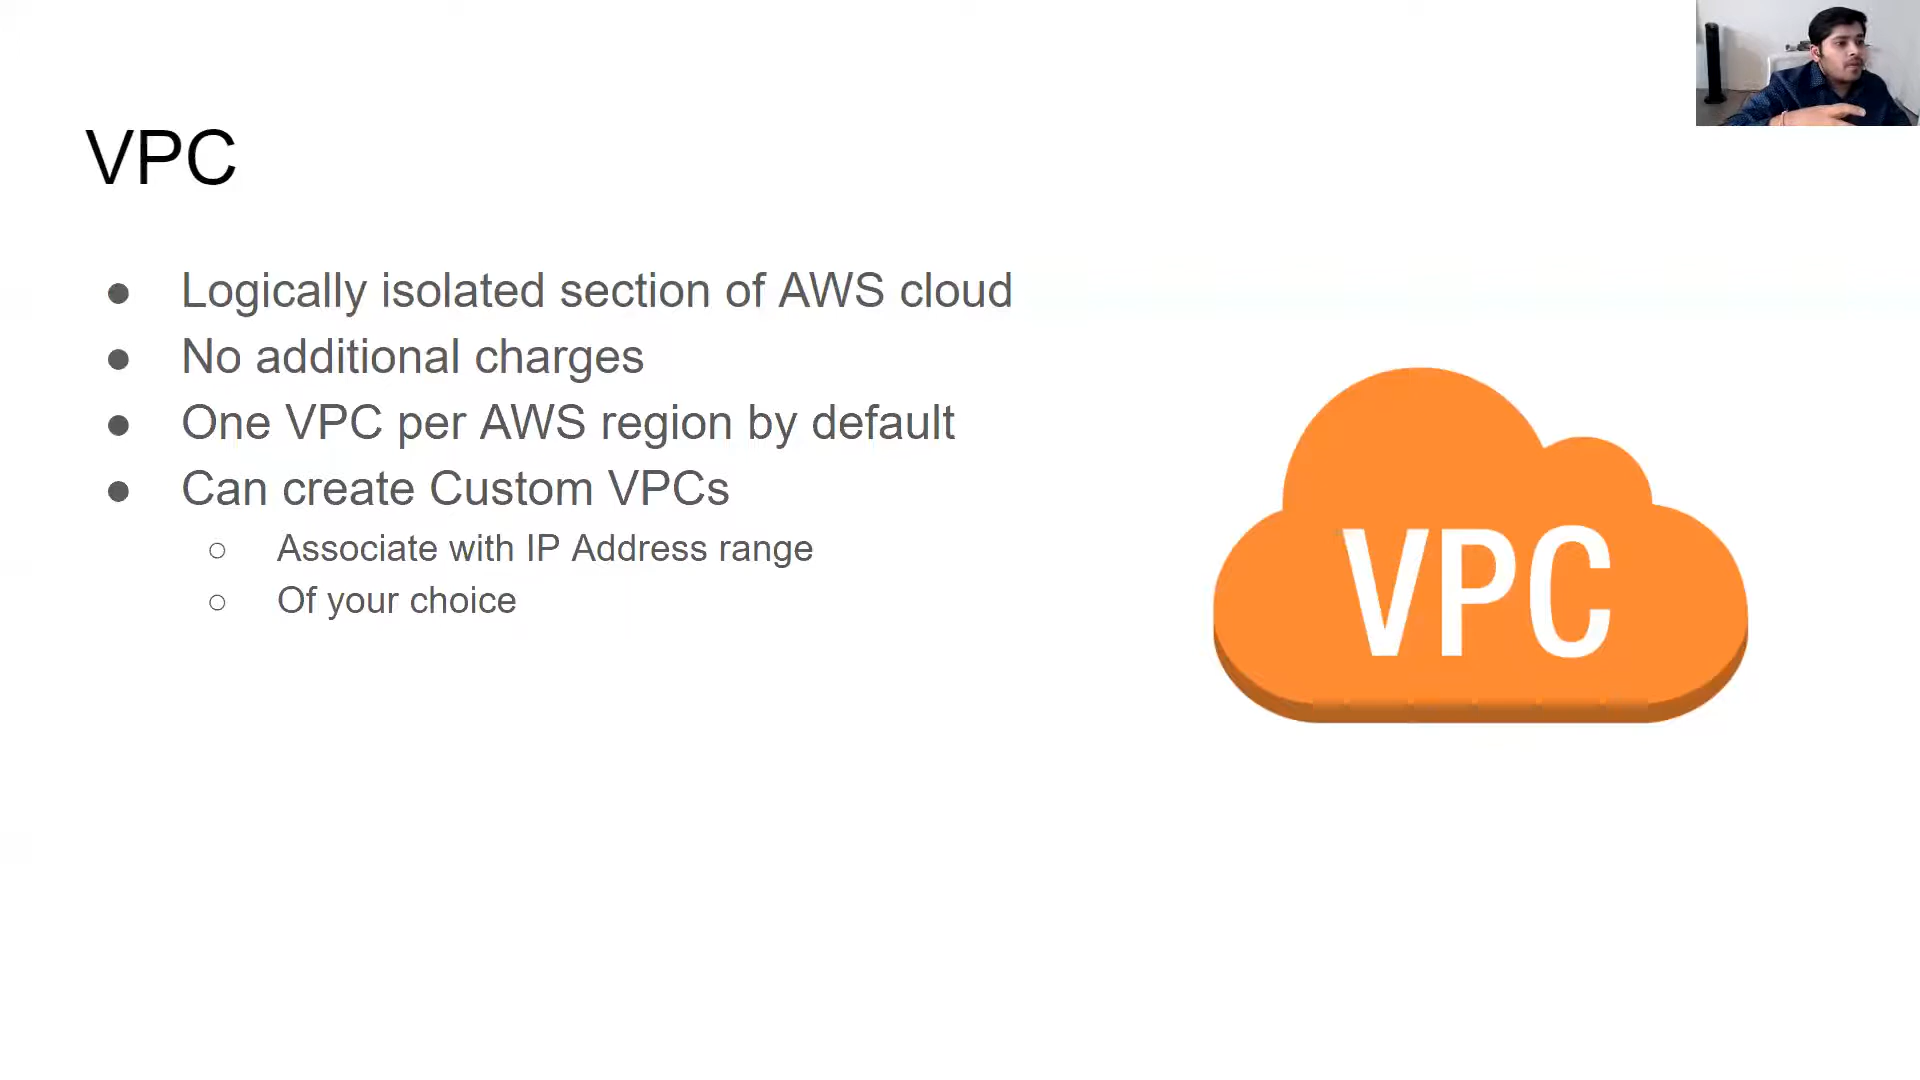 VPC
Logically isolated section of AWS cloud
No additional charges
One VPC per AWS region by default
Can create Custom VPCs
Associate with IP Address range
Of your choice
VPC